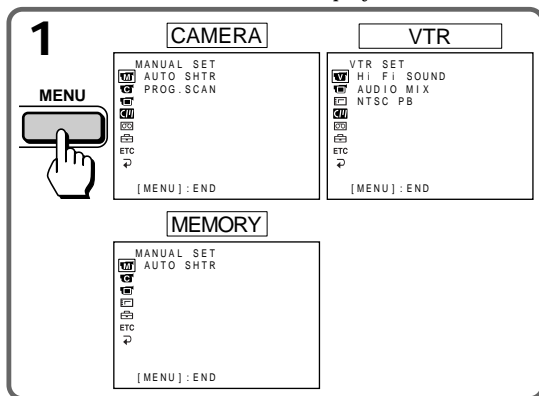 1
MENU
CAMERA
MANUAL SET
AUTO SHTR
PROG.SCAN
ETC
[MENU]:END
VTR
VTR SET
Hi Fi SOUND
AUDIO MIX
NTSC PB
ETC
[MENU]:END
MEMORY
MANUAL SET
AUTO SHTR
ETC
[MENU]:END